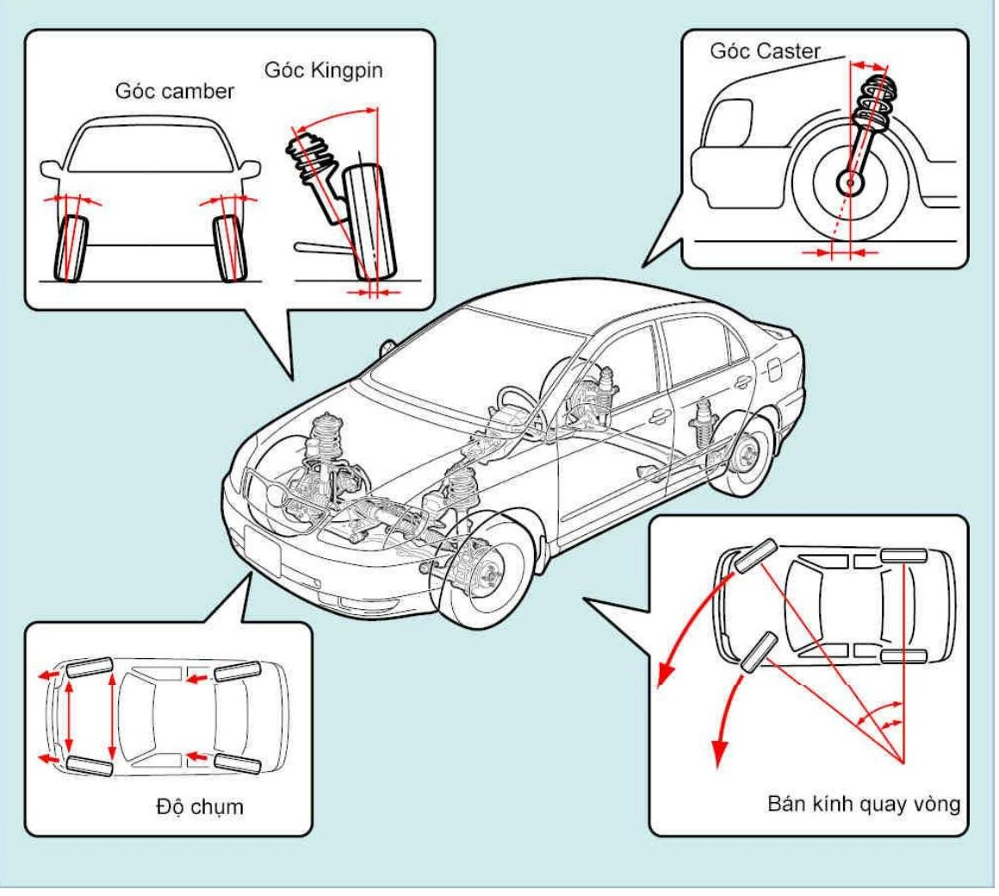 Góc Kingpin
Góc camber
Góc Caster
Độ chụm
Bán kính quay vòng